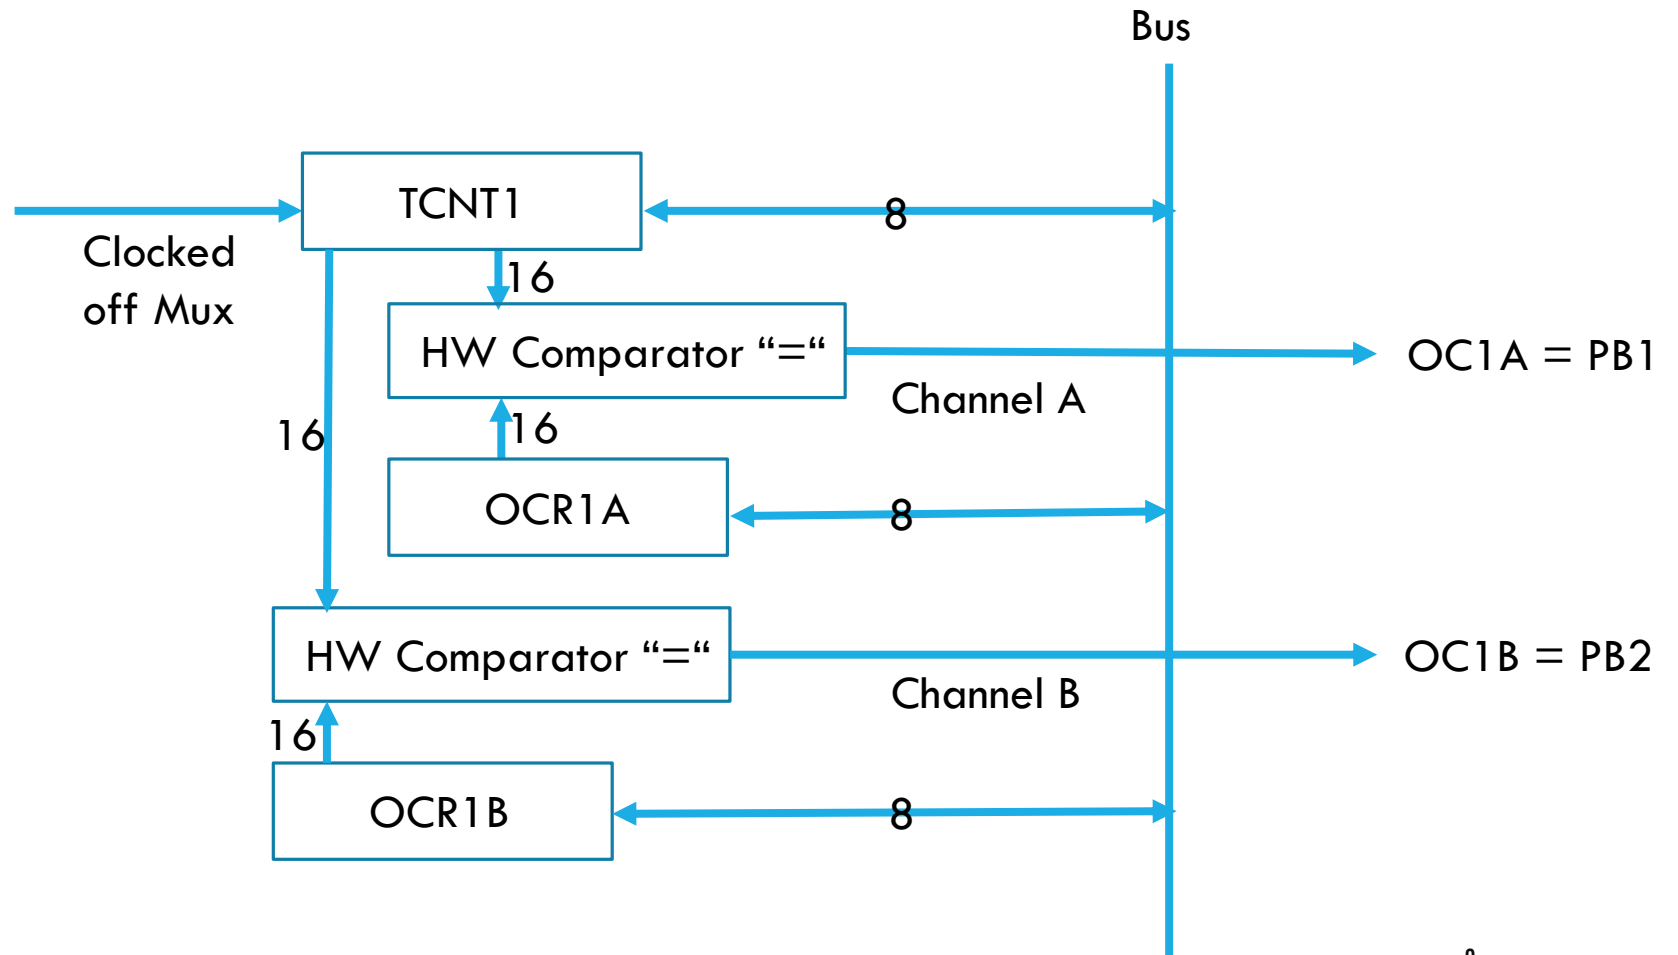 Bus
TCNT1
8
Clocked
off Mux
16
HW Comparator “=“
OC1A = PB1
Channel A
16
16
OCR1A
8
HW Comparator “=“
OC1B = PB2
Channel B
16
OCR1B
8